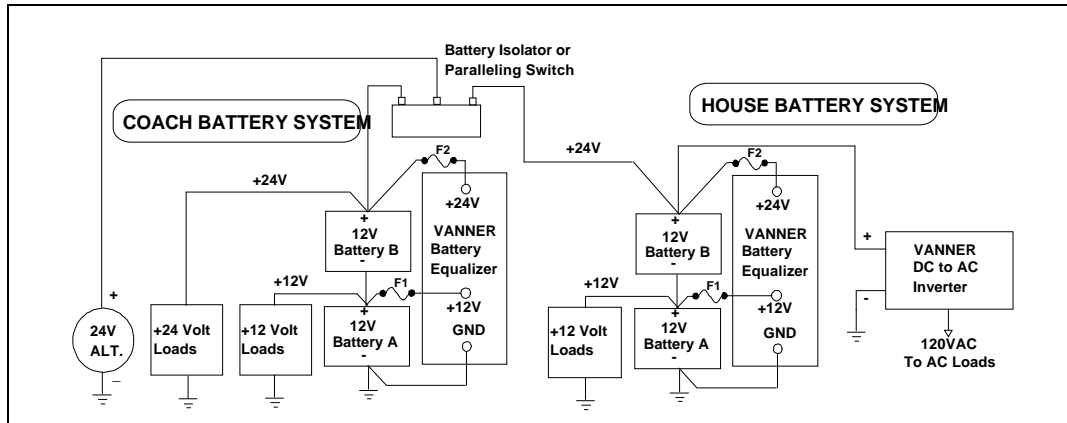 Battery Isolator or
Paralleling Switch
COACH BATTERY SYSTEM
HOUSE BATTERY SYSTEM
+24V
F2
+24V
+
12V
Battery B
-
VANNER
Battery
Equalizer
+12V
F1
+12V
GND
+
24V
ALT.
-
+24 Volt
Loads
+12 Volt
Loads
+
12V
Battery A
-
+24V
F2
+24V
+
12V
Battery B
-
VANNER
Battery
Equalizer
+12V
F1
+12V
GND
+12 Volt
Loads
+
12V
Battery A
-
+
-
VANNER
DC to AC
Inverter
120VAC
To AC Loads